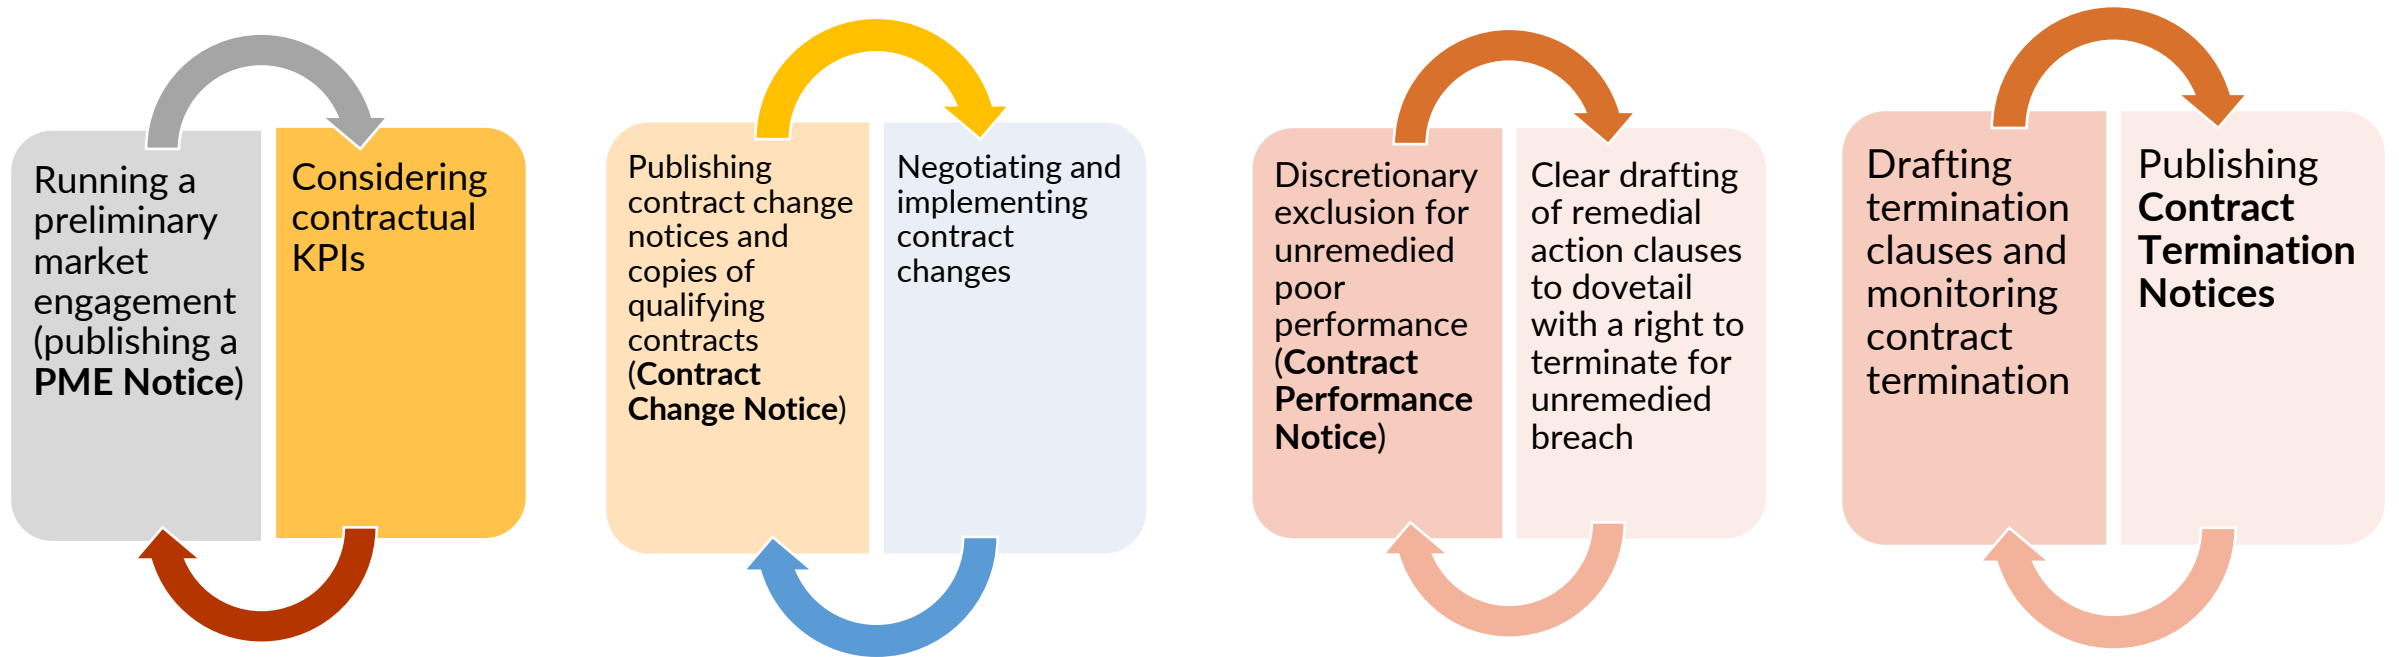 Running a
preliminary
market
engagement
(publishing a
PME Notice)
Considering
contractual
KPIs
Publishing
contract change
notices and
copies of
qualifying
contracts
(Contract
Change Notice)
Negotiating and
implementing
contract
changes
Discretionary
exclusion for
unremedied
poor
performance
(Contract
Performance
Notice)
Clear drafting
of remedial
action clauses
to dovetail
with a right to
terminate for
unremedied
breach
Drafting
termination
clauses and
monitoring
contract
termination
Publishing
Contract
Termination
Notices